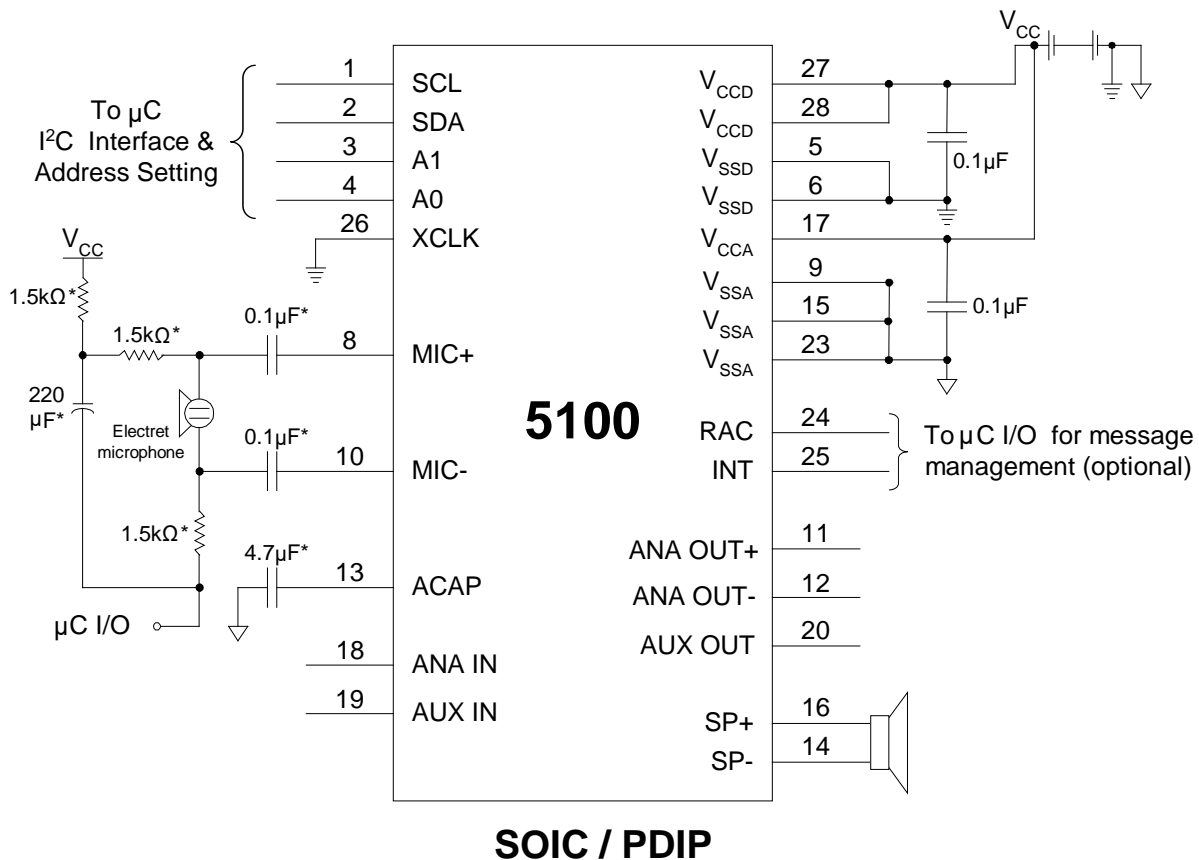 1 SCL
2 SDA
3 A1
4 A0
26 XCLK
To µC
I²C Interface &
Address Setting
V_CC
1.5kΩ*
1.5kΩ*
220
µF*
Electret
microphone
0.1µF*
8 MIC+
0.1µF*
10 MIC-
1.5kΩ*
4.7µF*
13 ACAP
µC I/O
18 ANA IN
19 AUX IN
5100
V_CC
V_CCD 27
V_CCD 28
V_SSD 5
V_SSD 6
0.1µF
V_CCA 17
V_SSA 9
V_SSA 15
V_SSA 23
0.1µF
RAC 24
INT 25
To µC I/O for message
management (optional)
ANA OUT+ 11
ANA OUT- 12
AUX OUT 20
SP+ 16
SP- 14
SOIC / PDIP